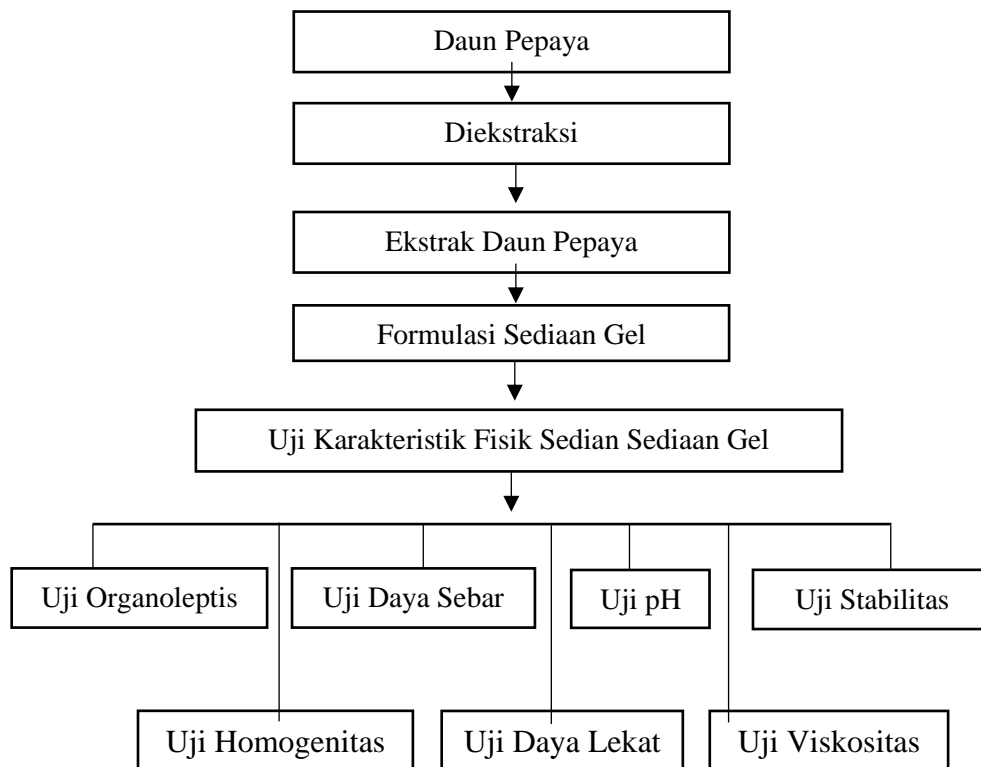 Daun Pepaya
Diekstraksi
Ekstrak Daun Pepaya
Formulasi Sediaan Gel
Uji Karakteristik Fisik Sedian Sediaan Gel
Uji Organoleptis
Uji Daya Sebar
Uji pH
Uji Stabilitas
Uji Homogenitas
Uji Daya Lekat
Uji Viskositas